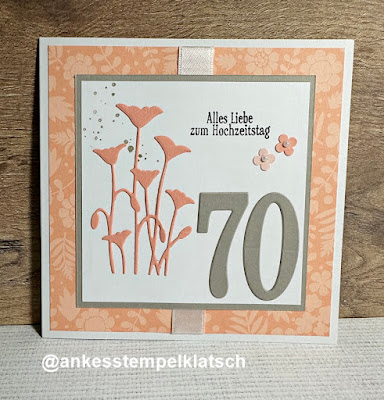 Alles Liebe
zum Hochzeitstag
70
@ankesstempelklatsch